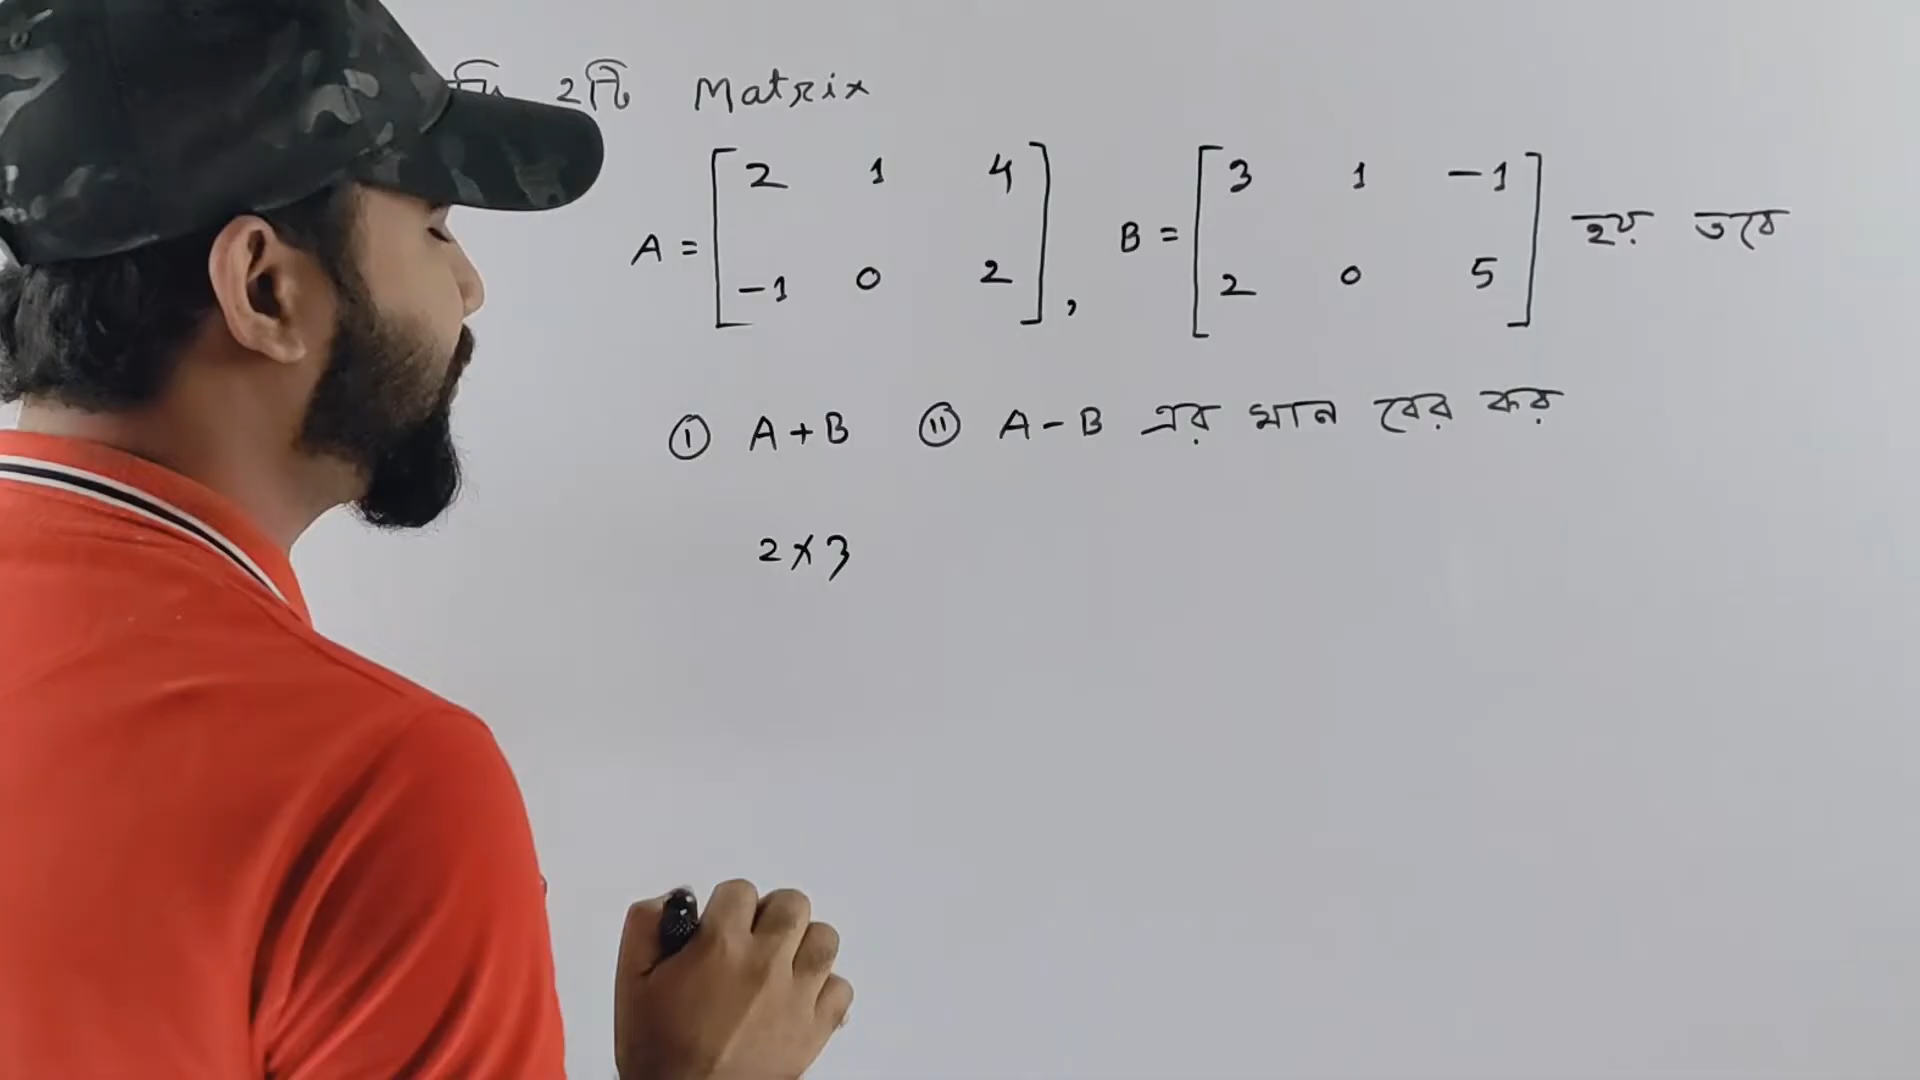 ২টি Matrix
A = [ 2 1 4 -1 0 2 ] , B = [ 3 1 -1 2 0 5 ] হয় তবে
i A + B ii A - B এর মান বের কর
2 × 3